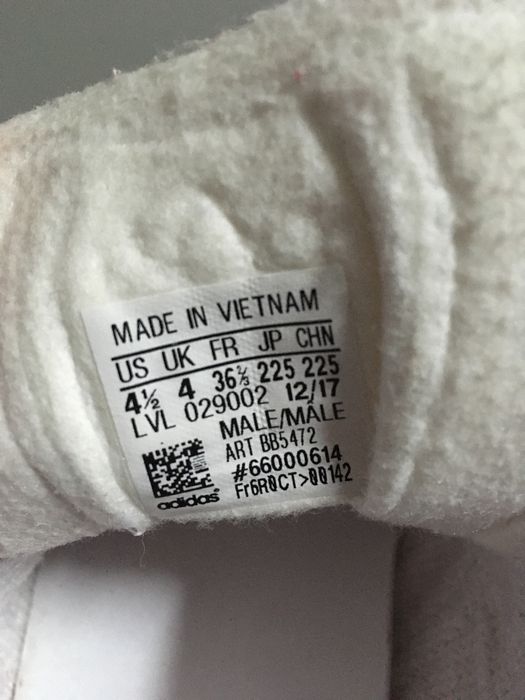 MADE IN VIETNAM
US UK FR JP CHN
4½ 4 36⅔ 225 225
LVL 029002 12/17
MALE/MÂLE
ART BB5472
#66000614
Fr6R0CT>00142
adidas®